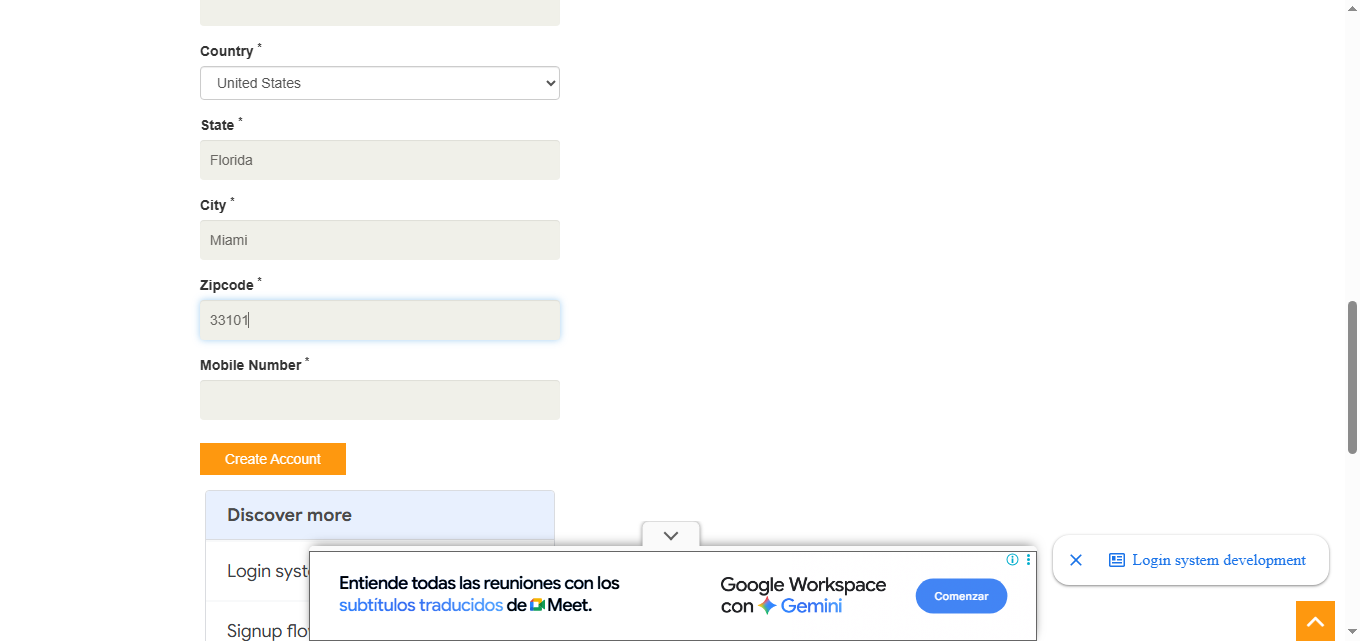 Country *
United States
State *
Florida
City *
Miami
Zipcode *
33101
Mobile Number *
Create Account
Discover more
Login syst
Signup flo
Entiende todas las reuniones con los
subtítulos traducidos de Meet.
Google Workspace
con Gemini
Comenzar
Login system development